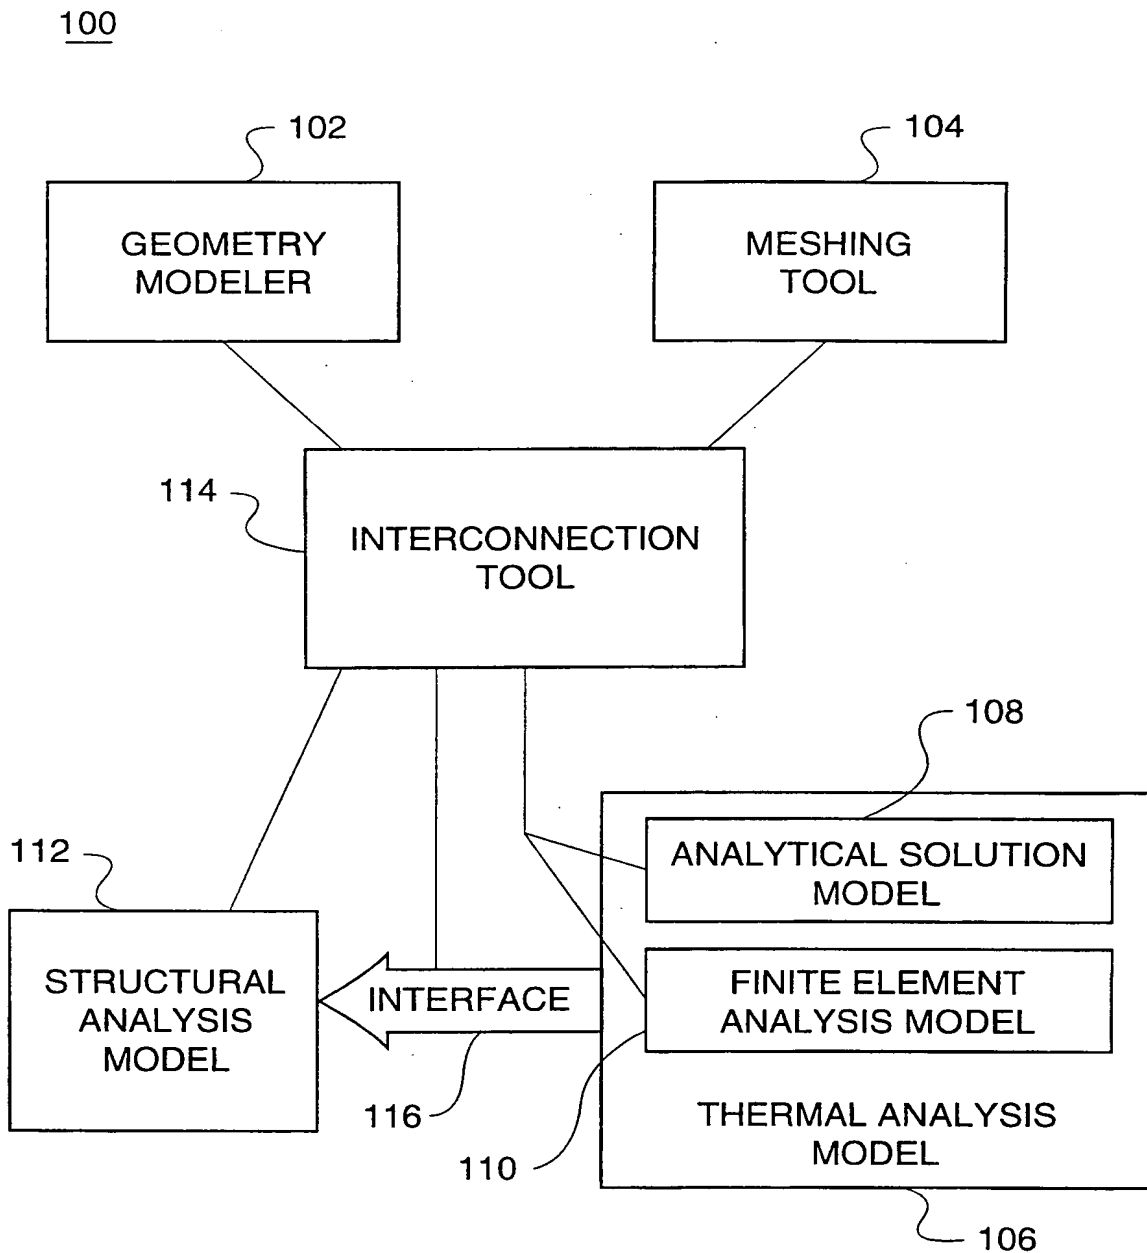 100
102
104
GEOMETRY
MODELER
MESHING
TOOL
114
INTERCONNECTION
TOOL
108
112
ANALYTICAL SOLUTION
MODEL
STRUCTURAL
ANALYSIS
MODEL
INTERFACE
FINITE ELEMENT
ANALYSIS MODEL
116
110
THERMAL ANALYSIS
MODEL
106